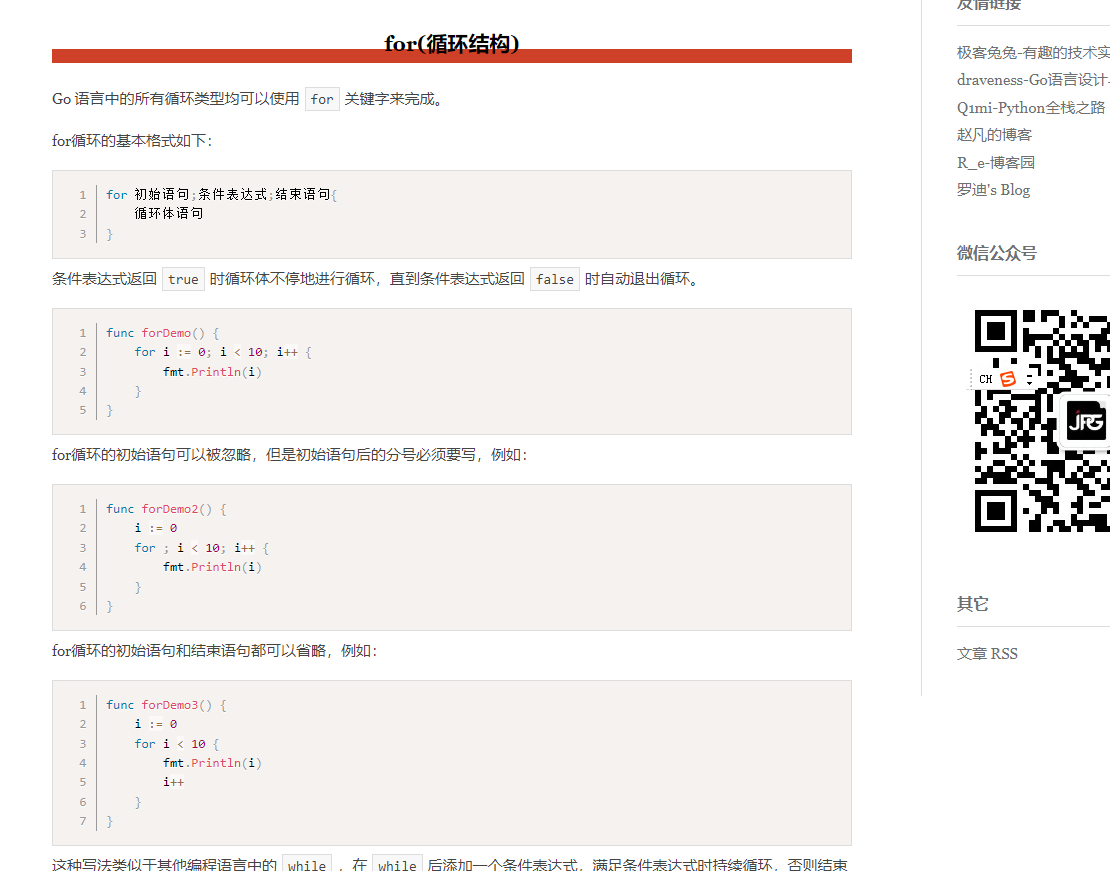 for(循环结构)
Go 语言中的所有循环类型均可以使用 for 关键字来完成。
for循环的基本格式如下：
1 for 初始语句;条件表达式;结束语句{
2     循环体语句
3 }
条件表达式返回 true 时循环体不停地进行循环，直到条件表达式返回 false 时自动退出循环。
1 func forDemo() {
2     for i := 0; i < 10; i++ {
3         fmt.Println(i)
4     }
5 }
for循环的初始语句可以被忽略，但是初始语句后的分号必须要写，例如：
1 func forDemo2() {
2     i := 0
3     for ; i < 10; i++ {
4         fmt.Println(i)
5     }
6 }
for循环的初始语句和结束语句都可以省略，例如：
1 func forDemo3() {
2     i := 0
3     for i < 10 {
4         fmt.Println(i)
5         i++
6     }
7 }
这种写法类似于其他编程语言中的 while ，在 while 后添加一个条件表达式，满足条件表达式时持续循环，否则结束
友情链接
极客兔兔-有趣的技术实
draveness-Go语言设计
Q1mi-Python全栈之路
赵凡的博客
R_e-博客园
罗迪's Blog
微信公众号
CH S
JPG
其它
文章 RSS